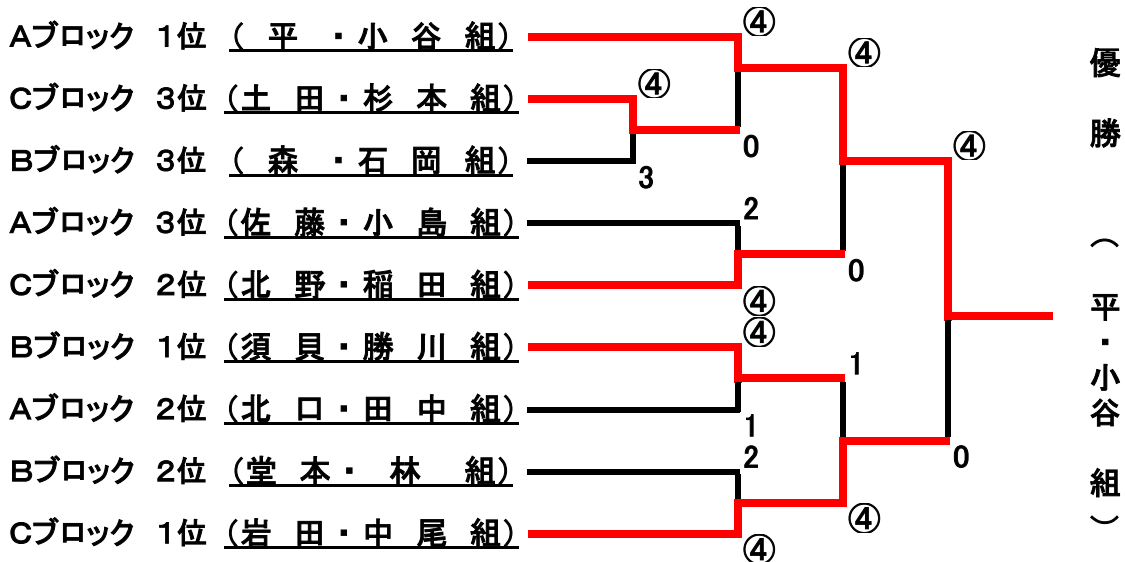 Aブロック 1位 (平・小谷組) ④
Cブロック 3位 (土田・杉本組) ④
Bブロック 3位 (森・石岡組) 3
0
④
Aブロック 3位 (佐藤・小島組) 2
Cブロック 2位 (北野・稲田組) ④
0
④
Bブロック 1位 (須貝・勝川組) ④
Aブロック 2位 (北口・田中組) 1
1
Bブロック 2位 (堂本・林組) 2
Cブロック 1位 (岩田・中尾組) ④
④
0
優勝 (平・小谷組)